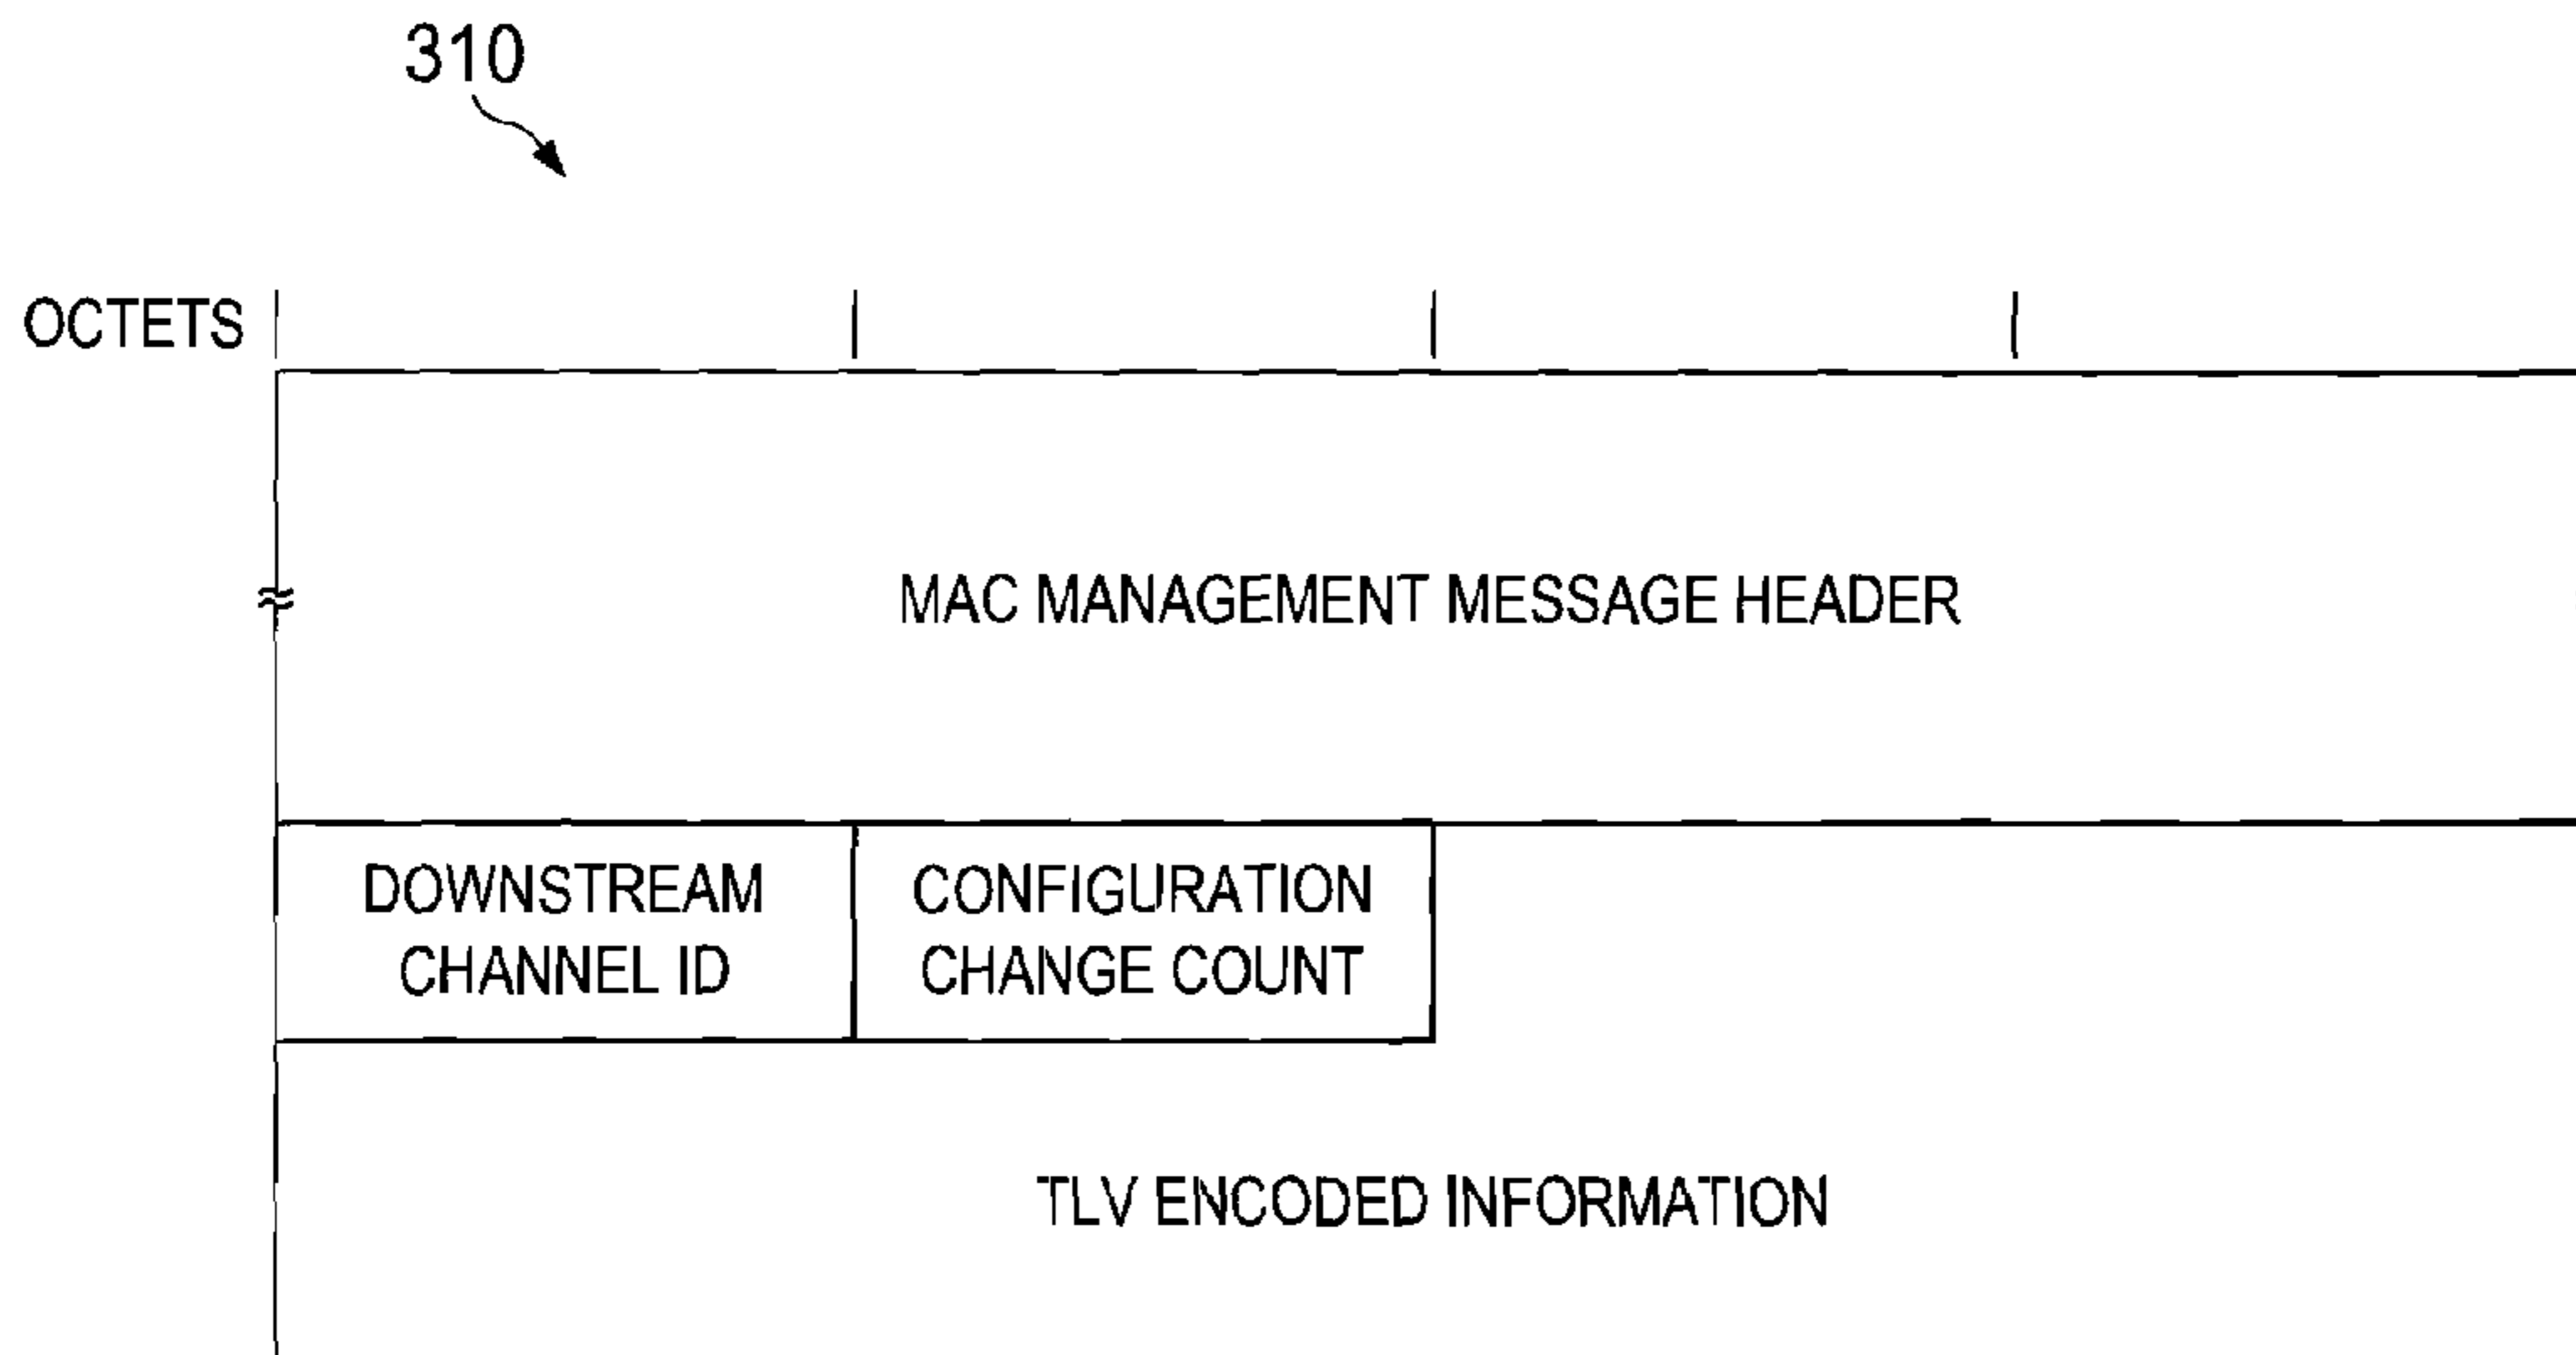 310
OCTETS
MAC MANAGEMENT MESSAGE HEADER
DOWNSTREAM
CHANNEL ID
CONFIGURATION
CHANGE COUNT
TLV ENCODED INFORMATION